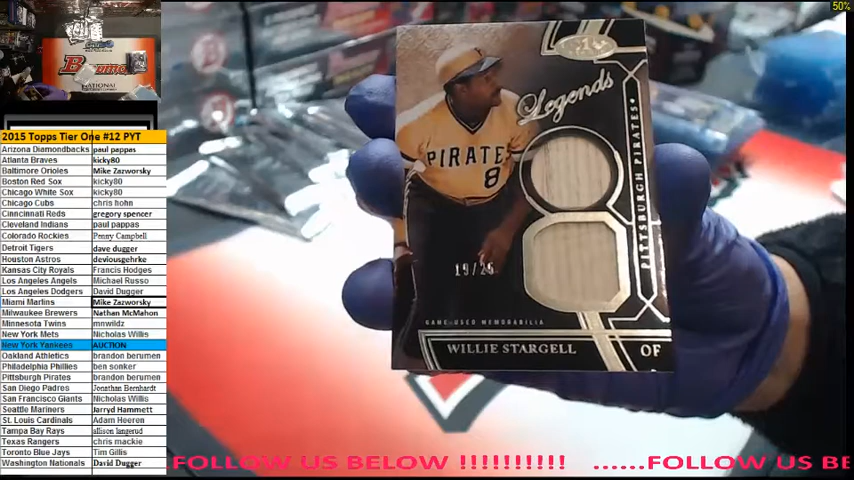 50%
BOWMAN
NATIONAL
2015 Topps Tier One #12 PYT
Arizona Diamondbacks paul pappas
Atlanta Braves kicky80
Baltimore Orioles Mike Zazworsky
Boston Red Sox kicky80
Chicago White Sox kicky80
Chicago Cubs chris hohn
Cinncinnati Reds gregory spencer
Cleveland Indians paul pappas
Colorado Rockies Penny Campbell
Detroit Tigers dave dugger
Houston Astros deviousgehrke
Kansas City Royals Francis Hodges
Los Angeles Angels Michael Russo
Los Angeles Dodgers David Dugger
Miami Marlins Mike Zazworsky
Milwaukee Brewers Nathan McMahon
Minnesota Twins mnwildz
New York Mets Nicholas Willis
New York Yankees AUCTION
Oakland Athletics brandon berumen
Philadelphia Phillies ben sonker
Pittsburgh Pirates brandon berumen
San Diego Padres Jonathan Bernhardt
San Francisco Giants Nicholas Willis
Seattle Mariners Jarryd Hammett
St. Louis Cardinals Adam Heeren
Tampa Bay Rays allison langerud
Texas Rangers chris mackie
Toronto Blue Jays Tim Gillis
Washington Nationals David Dugger
1
Legends
PIRATE
8
PITTSBURGH PIRATES
19/25
GAME-USED MEMORABILIA
WILLIE STARGELL
OF
FOLLOW US BELOW !!!!!!!!!! ......FOLLOW US BE